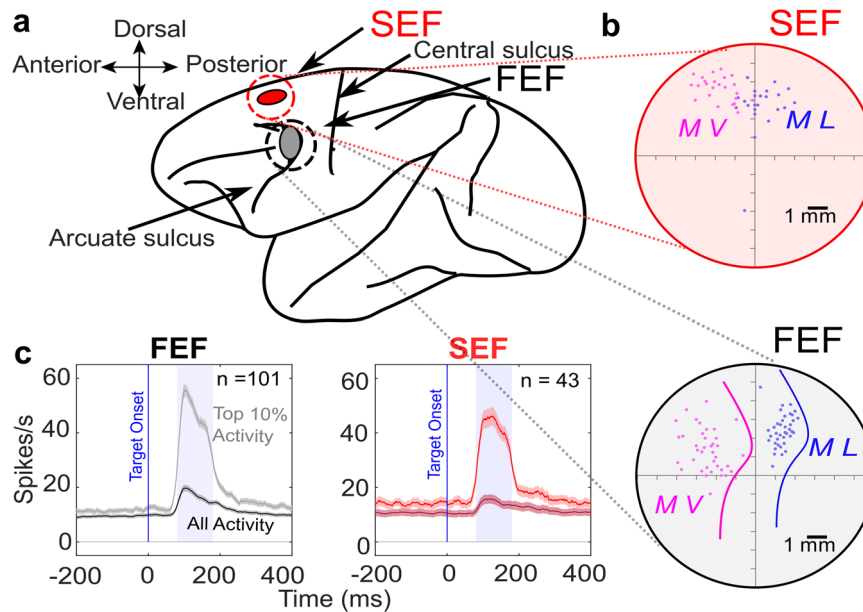 a
Dorsal
Anterior
Posterior
Ventral
SEF
Central sulcus
FEF
Arcuate sulcus
b
SEF
M V
M L
1 mm
FEF
M L
M V
1 mm
c
FEF
n =101
Top 10%
Activity
Target Onset
All Activity
Spikes/s
60
40
20
0
-200
0
200
400
SEF
n = 43
Target Onset
60
40
20
0
-200
0
200
400
Time (ms)